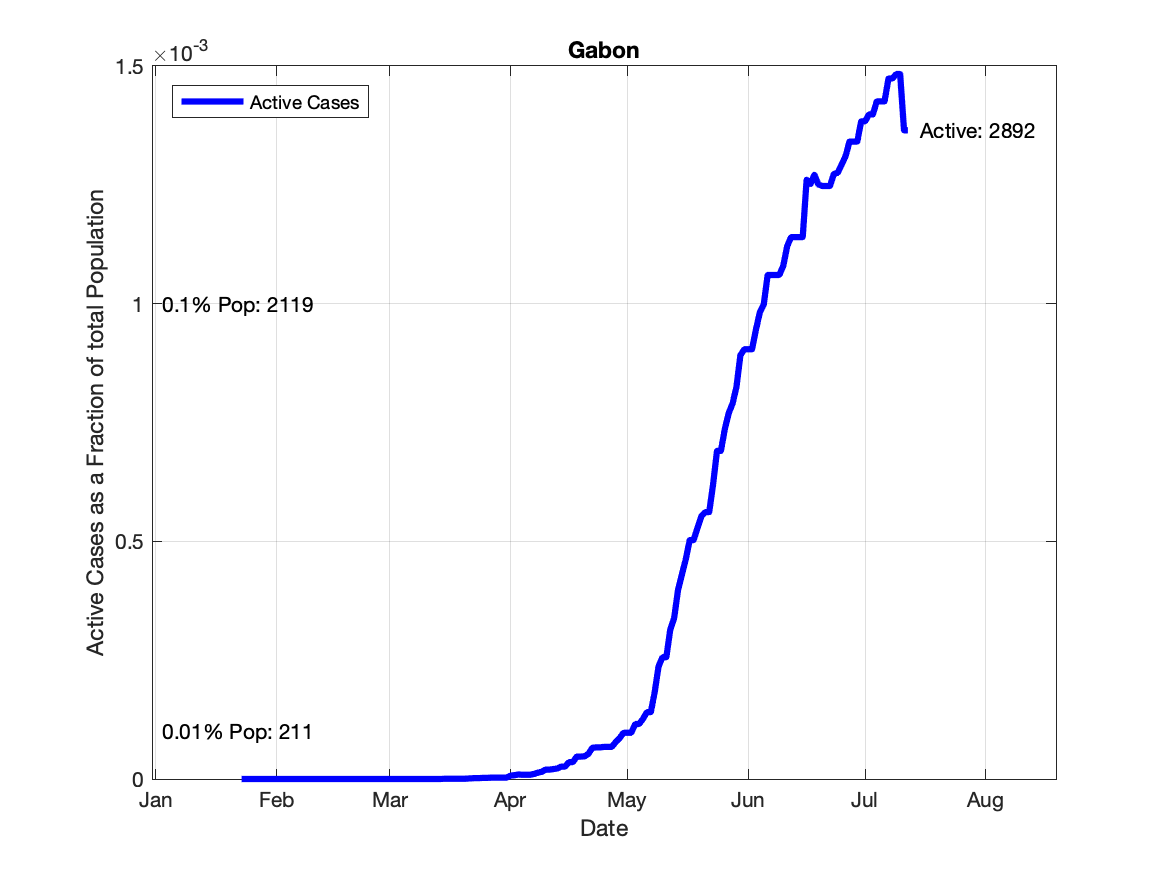 Gabon
×10-3
1.5
Active Cases
Active: 2892
1
0.1% Pop: 2119
0.5
0.01% Pop: 211
0
Active Cases as a Fraction of total Population
Jan Feb Mar Apr May Jun Jul Aug
Date